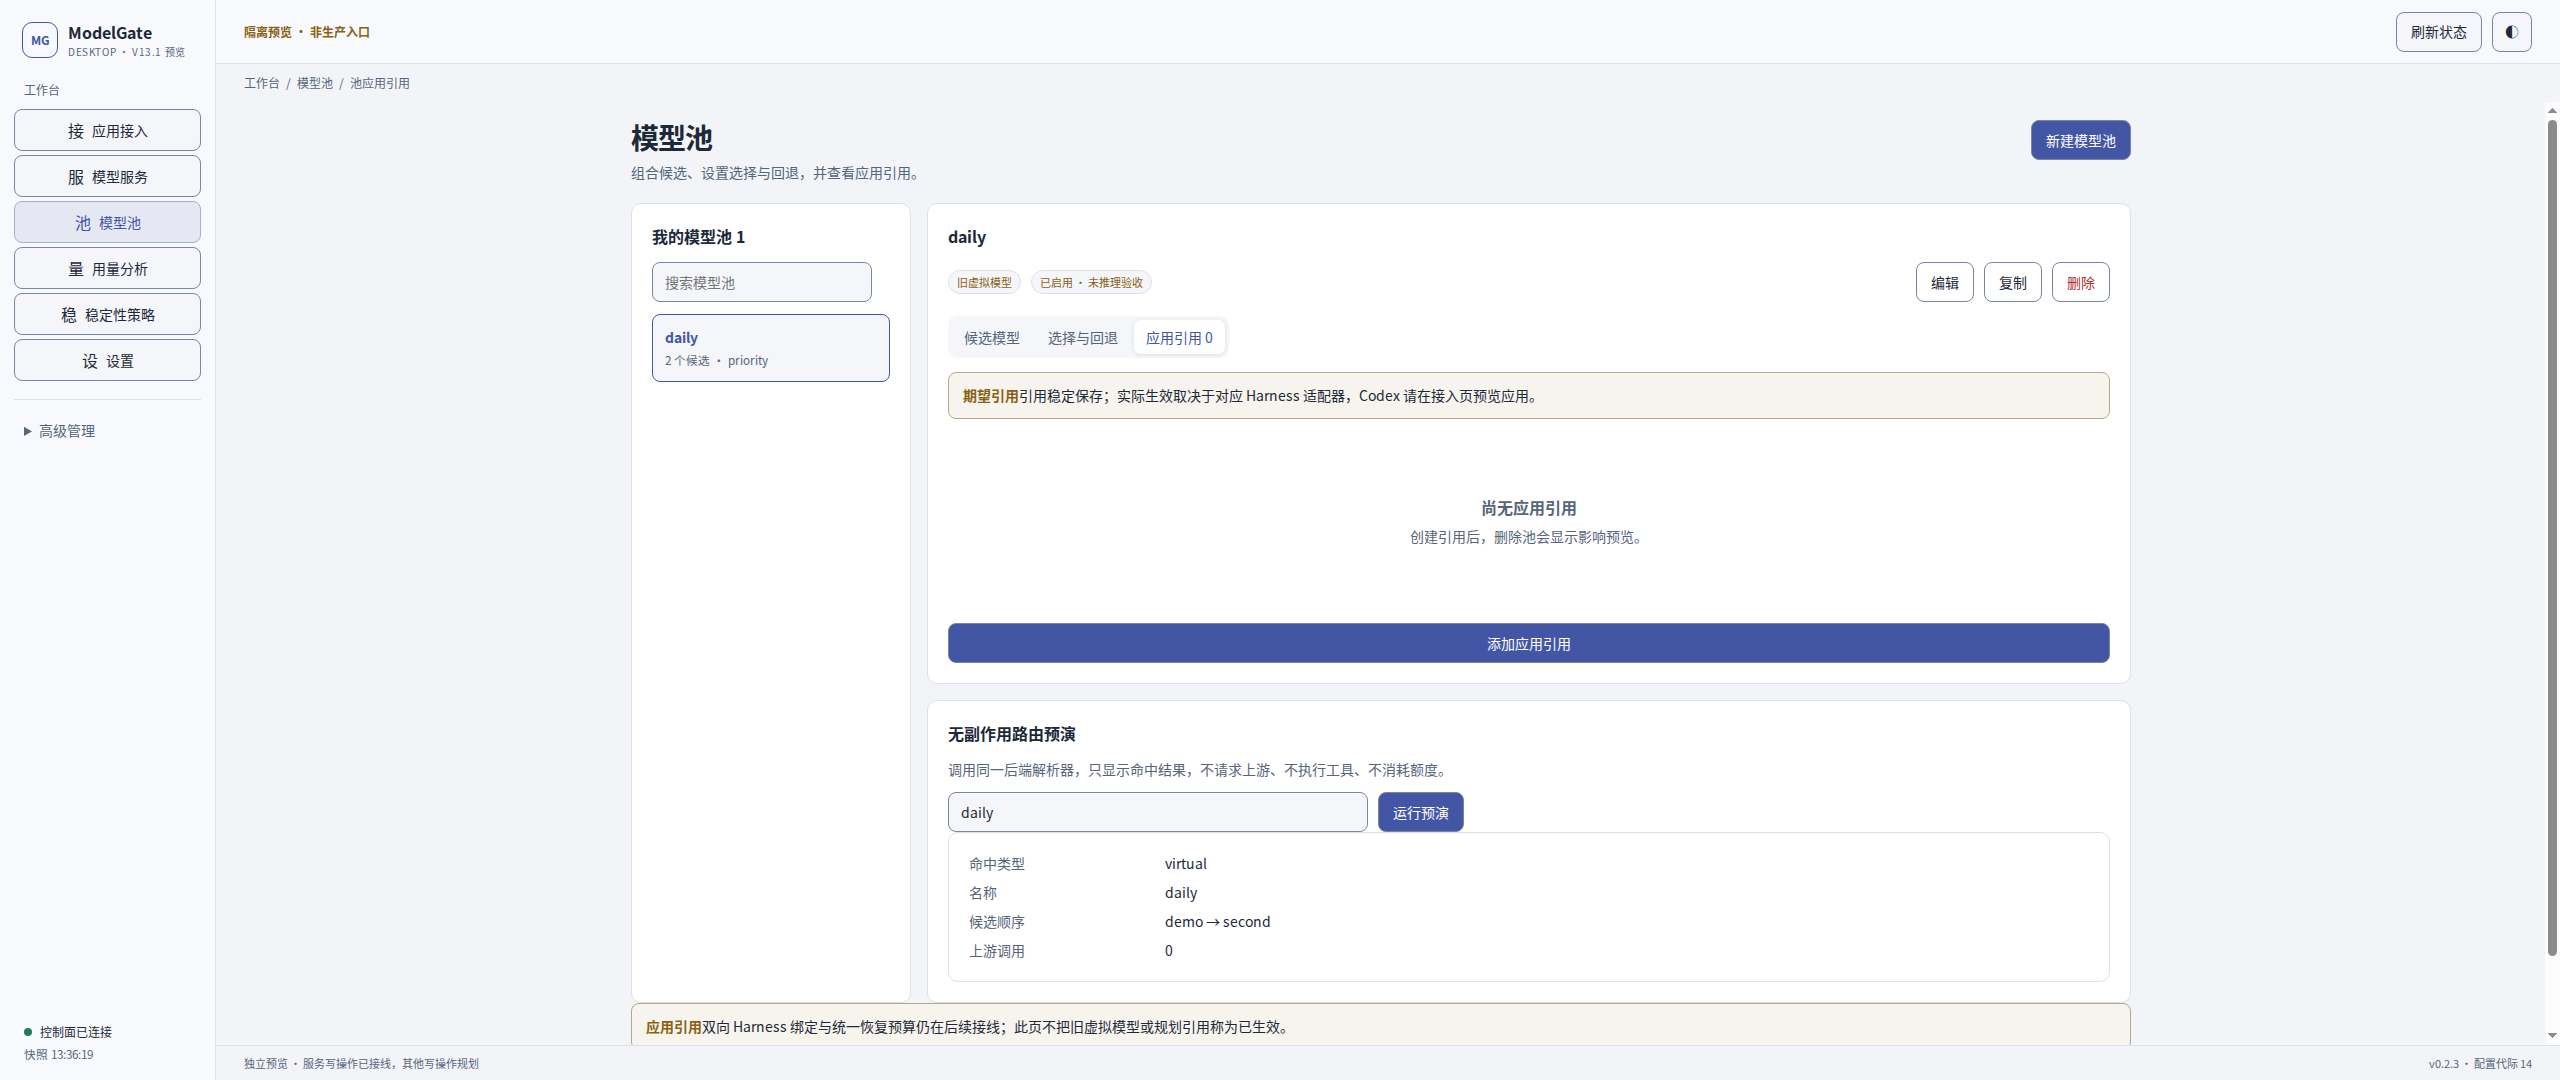 MG
ModelGate
DESKTOP · V13.1 预览
工作台
接 应用接入
服 模型服务
池 模型池
量 用量分析
稳 稳定性策略
设 设置
▶ 高级管理
控制面已连接
快照 13:36:19
隔离预览 · 非生产入口
刷新状态
工作台 / 模型池 / 池应用引用
模型池
组合候选、设置选择与回退，并查看应用引用。
新建模型池
我的模型池 1
搜索模型池
daily
2 个候选 · priority
daily
旧虚拟模型
已启用 · 未推理验收
编辑
复制
删除
候选模型
选择与回退
应用引用 0
期望引用引用稳定保存；实际生效取决于对应 Harness 适配器，Codex 请在接入页预览应用。
尚无应用引用
创建引用后，删除池会显示影响预览。
添加应用引用
无副作用路由预演
调用同一后端解析器，只显示命中结果，不请求上游、不执行工具、不消耗额度。
daily
运行预演
命中类型 virtual
名称 daily
候选顺序 demo → second
上游调用 0
应用引用双向 Harness 绑定与统一恢复预算仍在后续接线；此页不把旧虚拟模型或规划引用称为已生效。
独立预览 · 服务写操作已接线，其他写操作规划
v0.2.3 · 配置代际 14